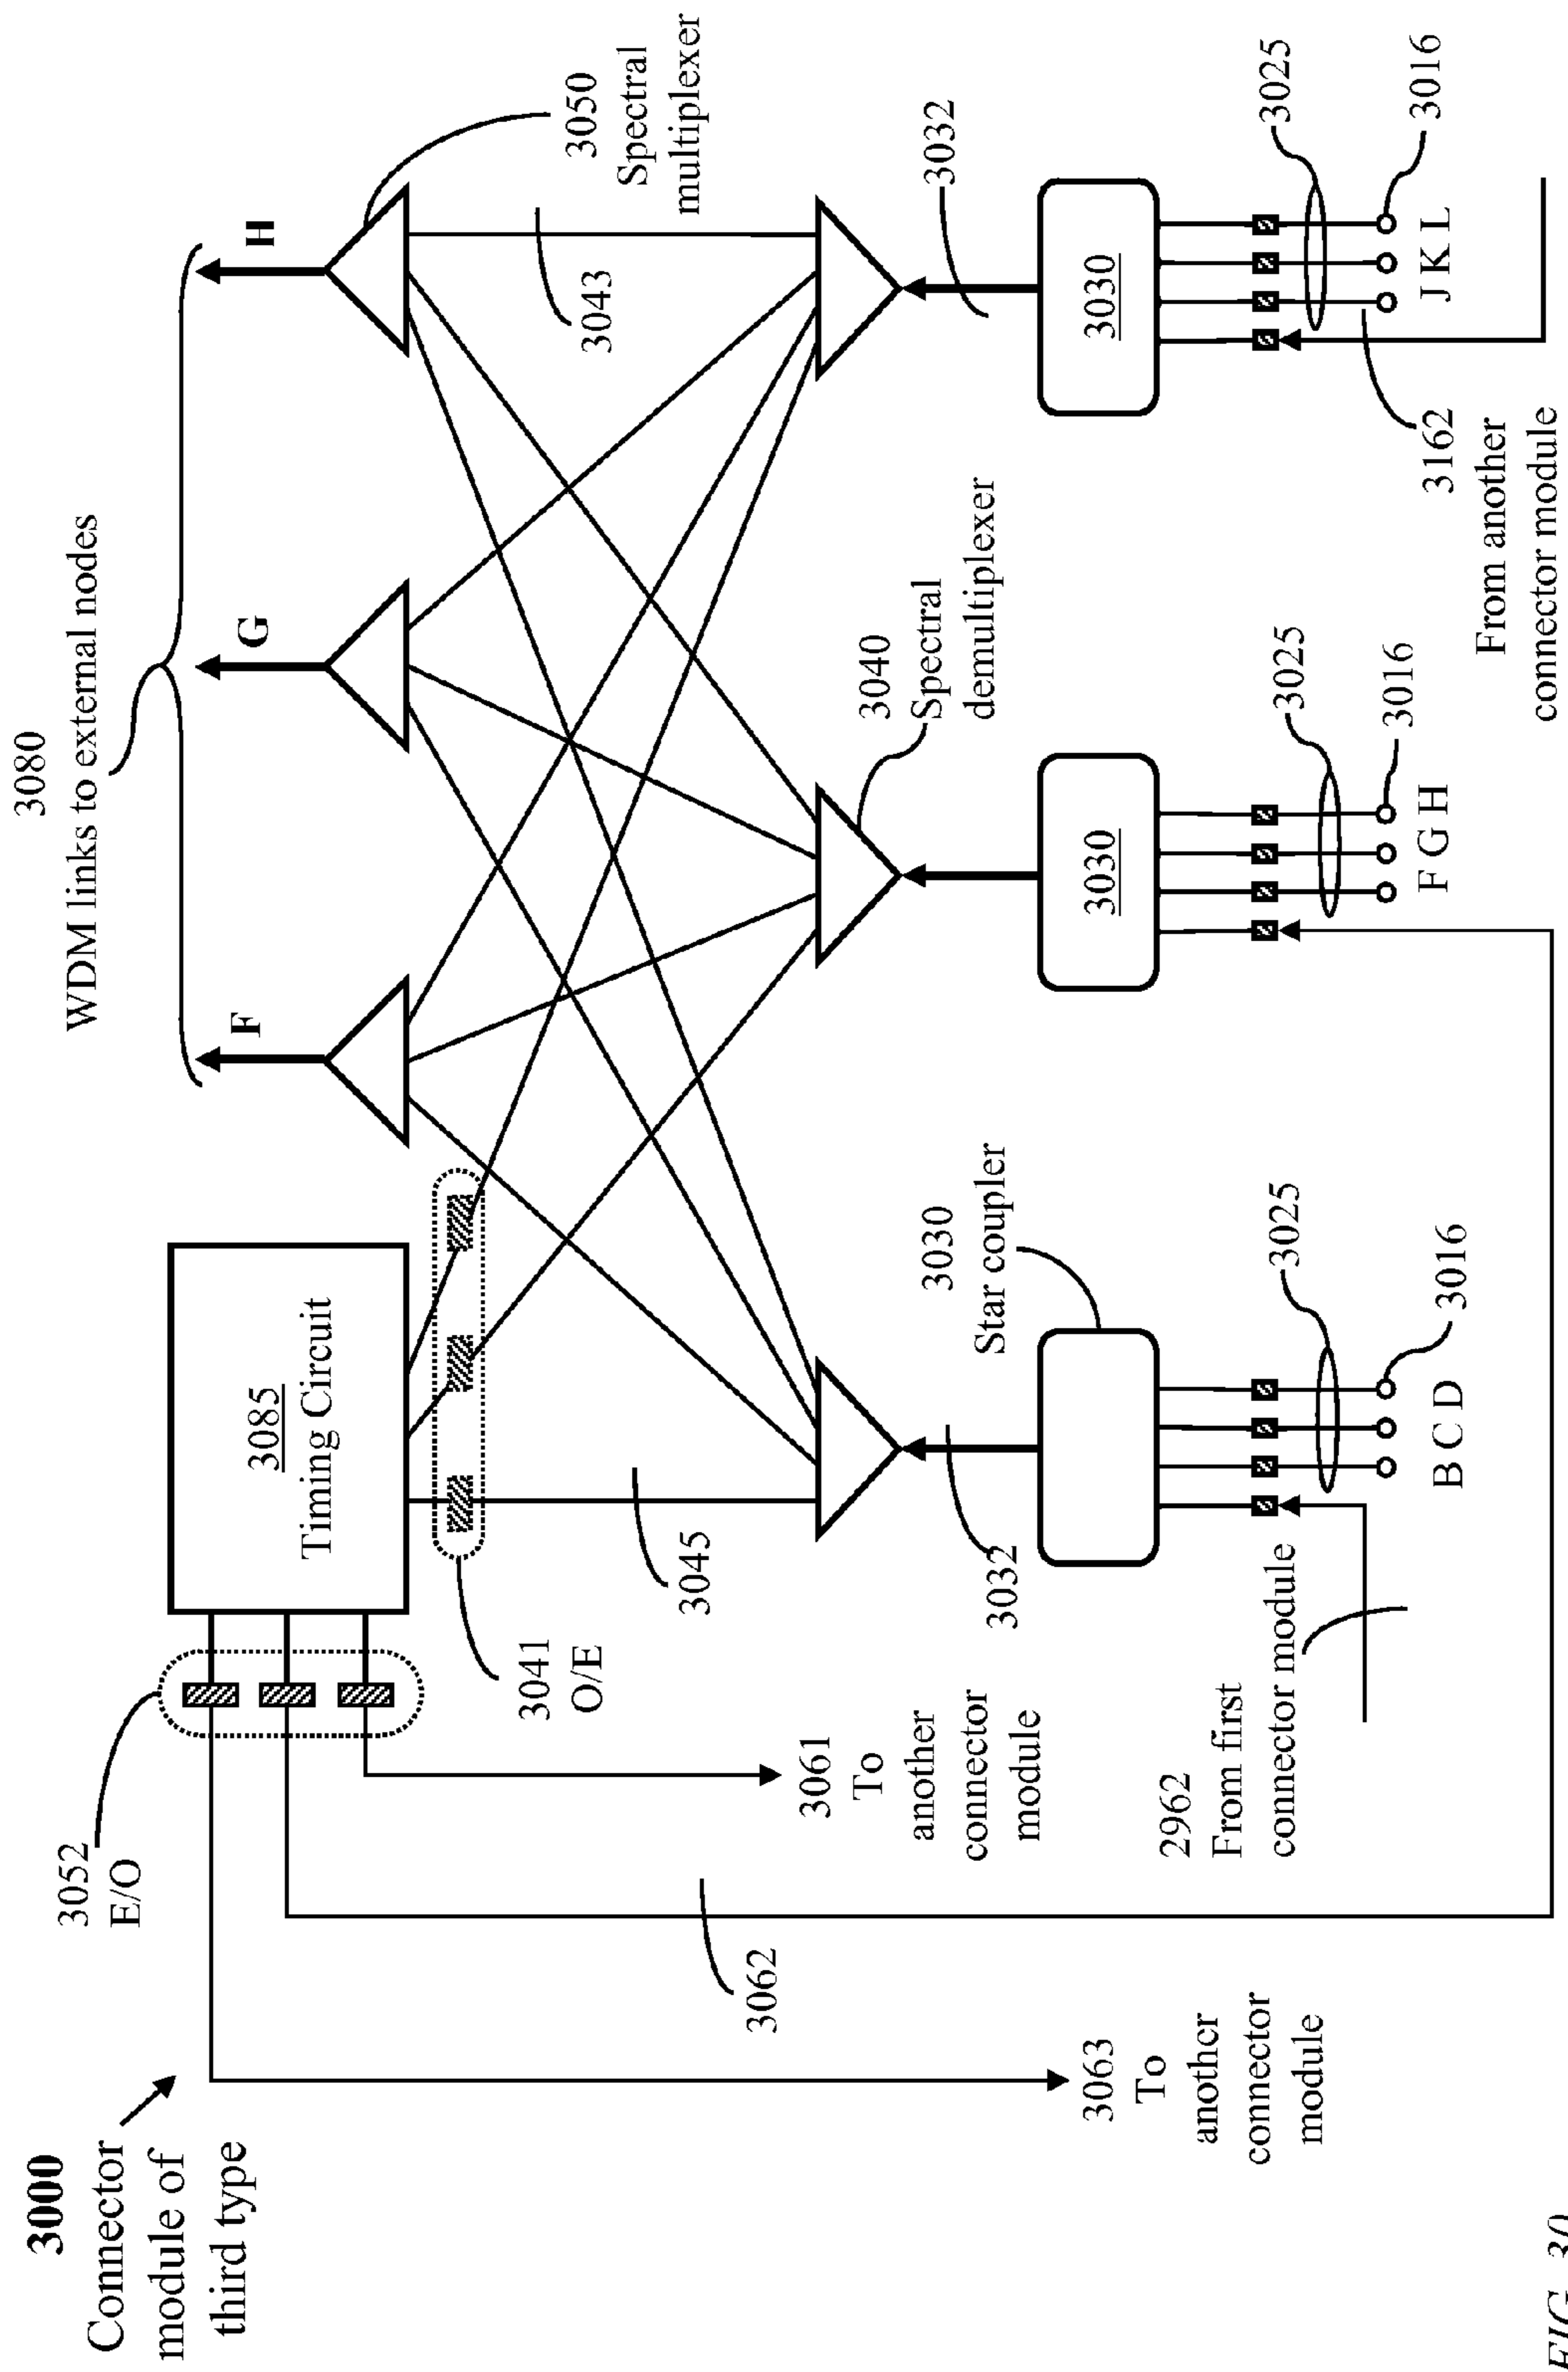 3000
Connector
module of
third type
3052
E/O
3085
Timing Circuit
3080
WDM links to external nodes
F
G
H
3050
Spectral
multiplexer
3043
3041
O/E
3045
3061
To
another
connector
module
3062
3063
To
another
connector
module
3040
Spectral
demultiplexer
3032
3032
3030
Star coupler
3030
3030
2962
From first
connector module
3025
3016
B C D
3025
3016
F G H
3025
3016
J K L
3162
From another
connector module
FIG. 30